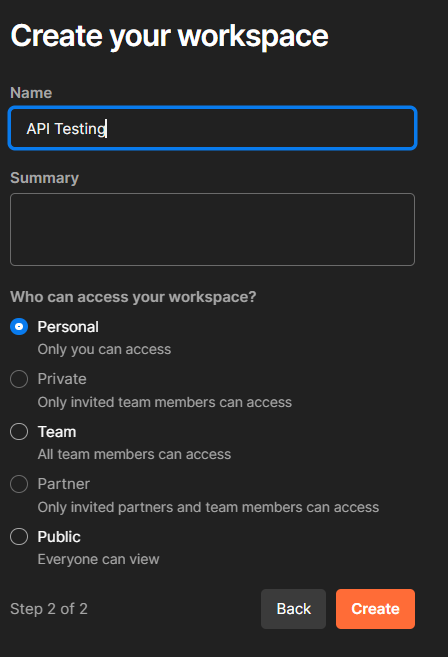 Create your workspace
Name
API Testing
Summary
Who can access your workspace?
Personal
Only you can access
Private
Only invited team members can access
Team
All team members can access
Partner
Only invited partners and team members can access
Public
Everyone can view
Step 2 of 2
Back
Create